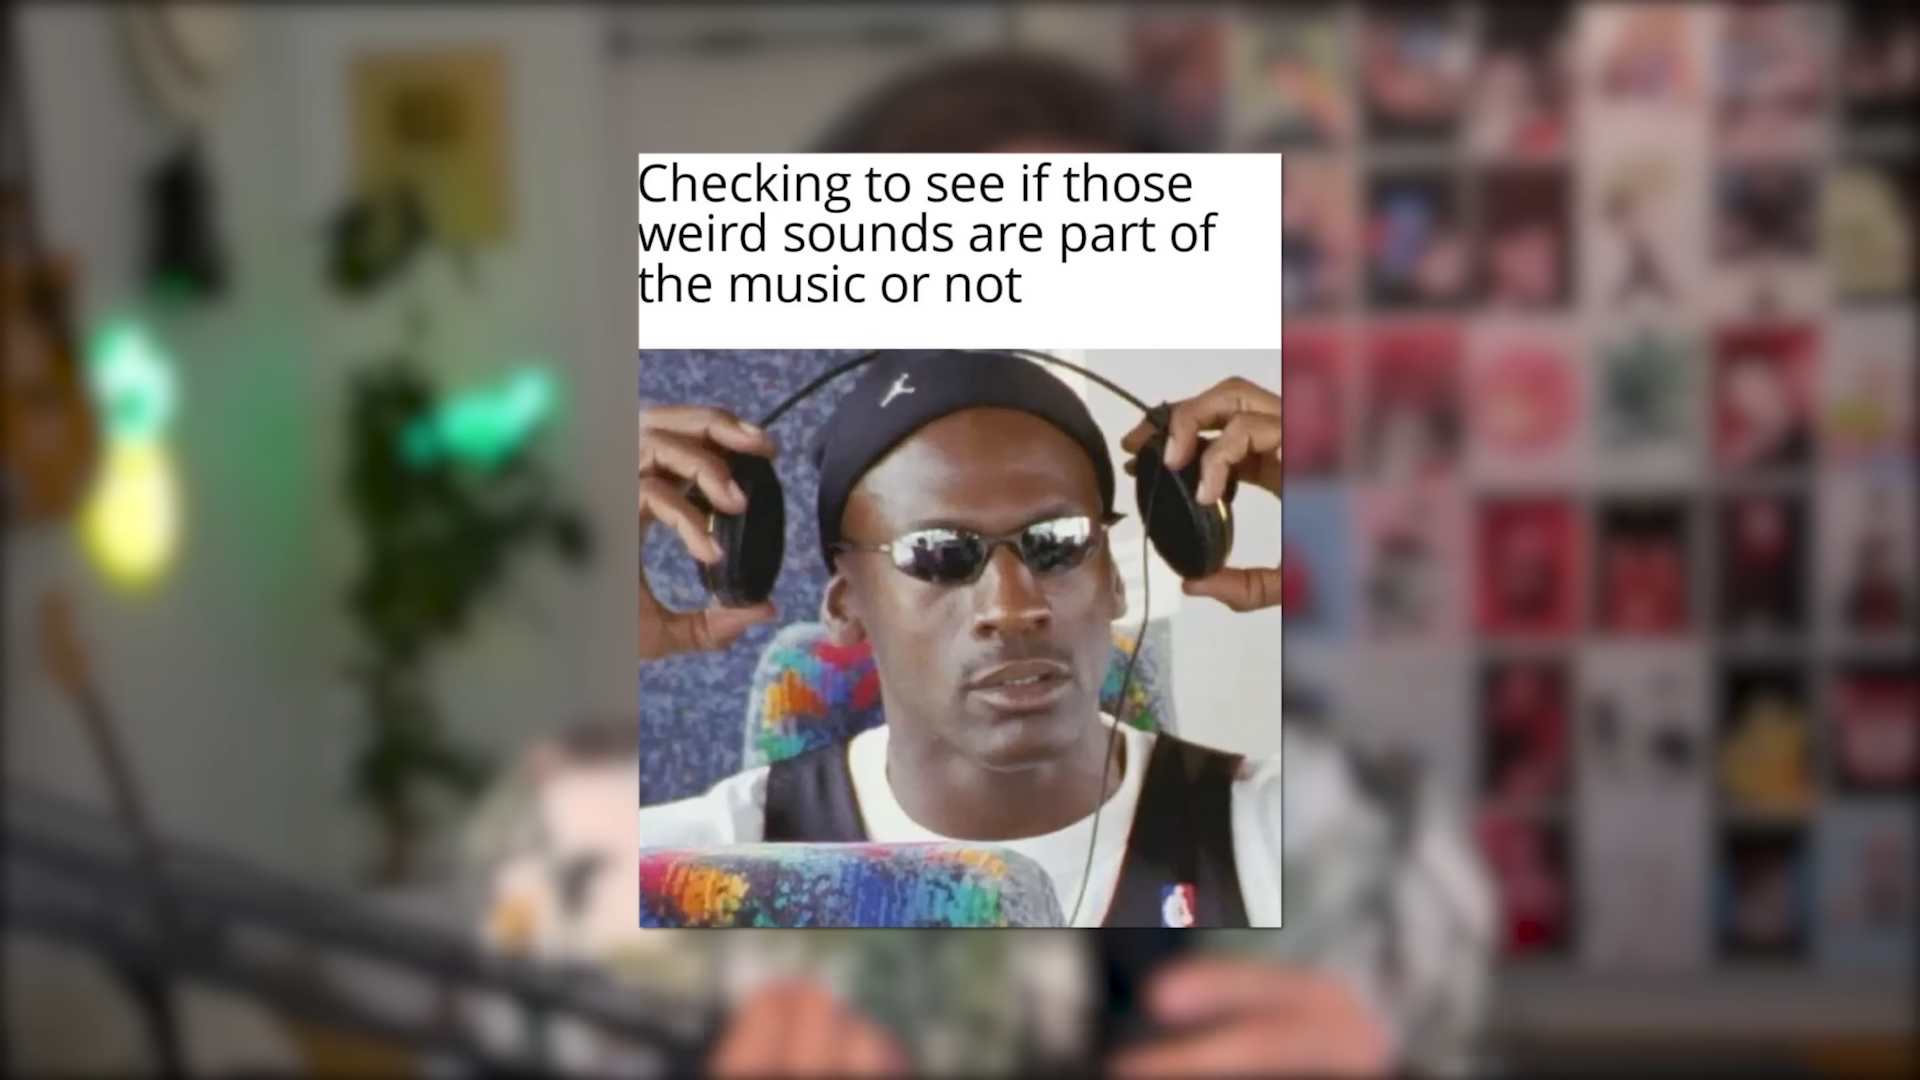 Checking to see if those
weird sounds are part of
the music or not